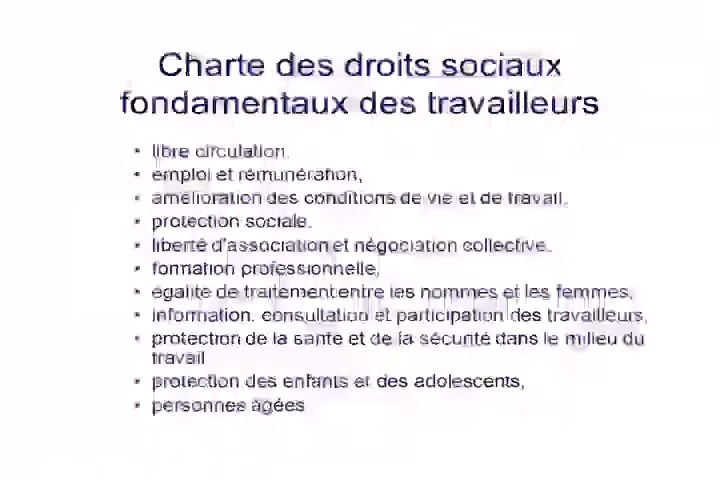 Charte des droits sociaux
fondamentaux des travailleurs
• libre circulation,
• emploi et rémunération,
• amélioration des conditions de vie et de travail,
• protection sociale,
• liberté d'association et négociation collective,
• formation professionnelle,
• égalité de traitement entre les hommes et les femmes,
• information, consultation et participation des travailleurs,
• protection de la santé et de la sécurité dans le milieu du
travail
• protection des enfants et des adolescents,
• personnes âgées